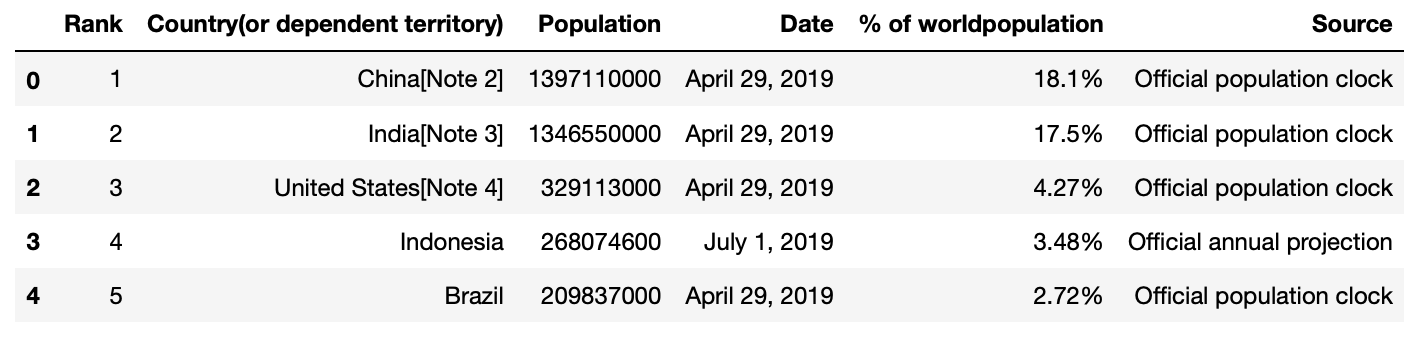 Rank Country(or dependent territory) Population Date % of worldpopulation Source
0 1 China[Note 2] 1397110000 April 29, 2019 18.1% Official population clock
1 2 India[Note 3] 1346550000 April 29, 2019 17.5% Official population clock
2 3 United States[Note 4] 329113000 April 29, 2019 4.27% Official population clock
3 4 Indonesia 268074600 July 1, 2019 3.48% Official annual projection
4 5 Brazil 209837000 April 29, 2019 2.72% Official population clock